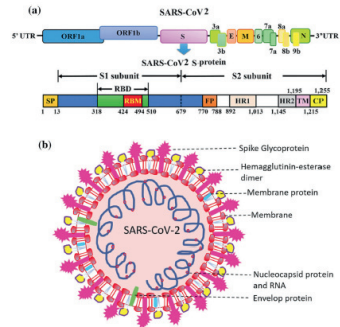 (a) SARS-CoV²
5' UTR ORF1a ORF1b S 3a 3b E M 6 7a 7a 8a 8b 9b N 3"UTR
SARS-CoV² S-protein
S1 subunit S2 subunit
RBD 1,195 1,255
SP RBM FP HR1 HR2 TM CP
1 13 318 424 494 510 679 770 788 892 1,013 1,145 1,215
(b)
Spike Glycoprotein
Hemagglutinin-esterase
dimer
Membrane protein
Membrane
SARS-CoV-2
Nucleocapsid protein
and RNA
Envelop protein